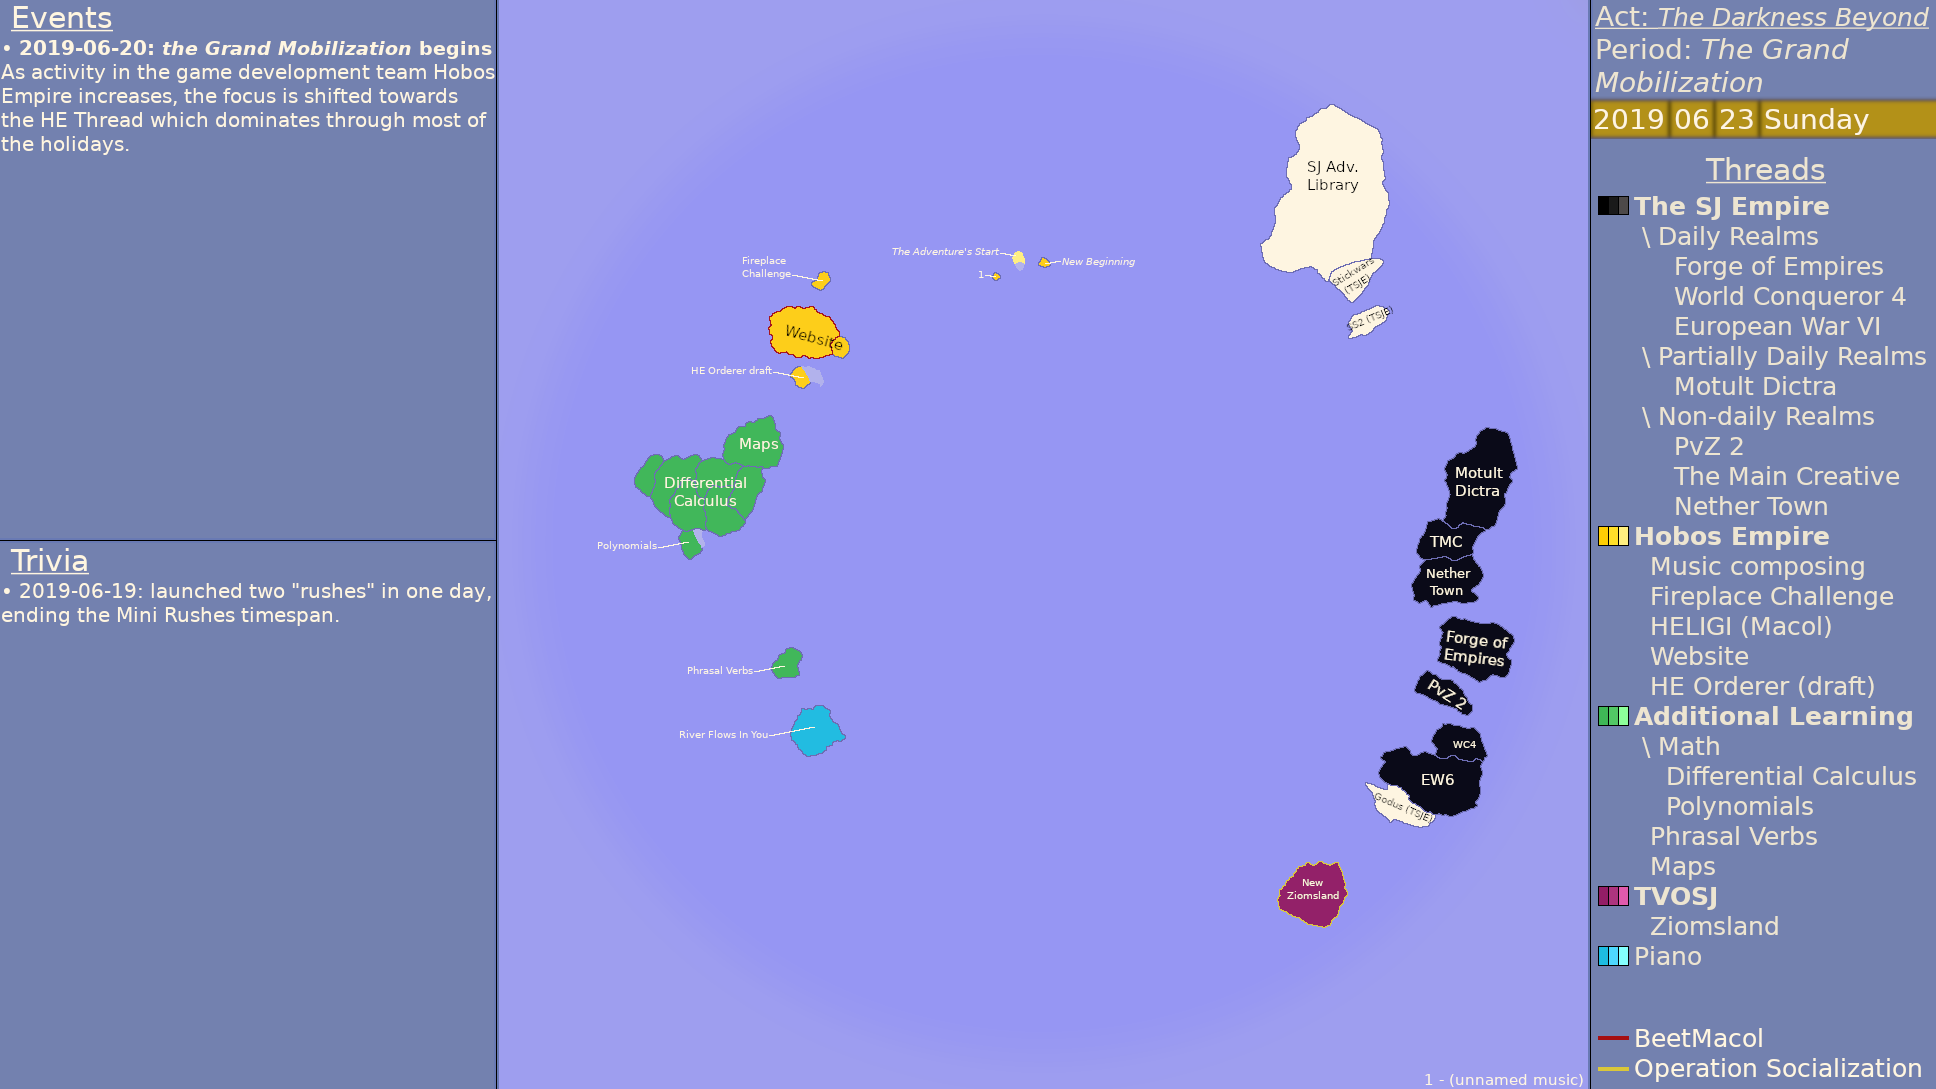 Events
• 2019-06-20: the Grand Mobilization begins
As activity in the game development team Hobos
Empire increases, the focus is shifted towards
the HE Thread which dominates through most of
the holidays.
Trivia
• 2019-06-19: launched two "rushes" in one day,
ending the Mini Rushes timespan.
SJ Adv.
Library
Stickwars
(TSJE)
SS2 (TSJE)
The Adventure's Start
New Beginning
1
Fireplace
Challenge
Website
HE Orderer draft
Maps
Differential
Calculus
Polynomials
Phrasal Verbs
River Flows In You
Motult
Dictra
TMC
Nether
Town
Forge of
Empires
PvZ 2
WC4
EW6
Godus (TSJE)
New
Ziomsland
1 - (unnamed music)
Act: The Darkness Beyond
Period: The Grand
Mobilization
2019 06 23 Sunday
Threads
The SJ Empire
\ Daily Realms
Forge of Empires
World Conqueror 4
European War VI
\ Partially Daily Realms
Motult Dictra
\ Non-daily Realms
PvZ 2
The Main Creative
Nether Town
Hobos Empire
Music composing
Fireplace Challenge
HELIGI (Macol)
Website
HE Orderer (draft)
Additional Learning
\ Math
Differential Calculus
Polynomials
Phrasal Verbs
Maps
TVOSJ
Ziomsland
Piano
BeetMacol
Operation Socialization